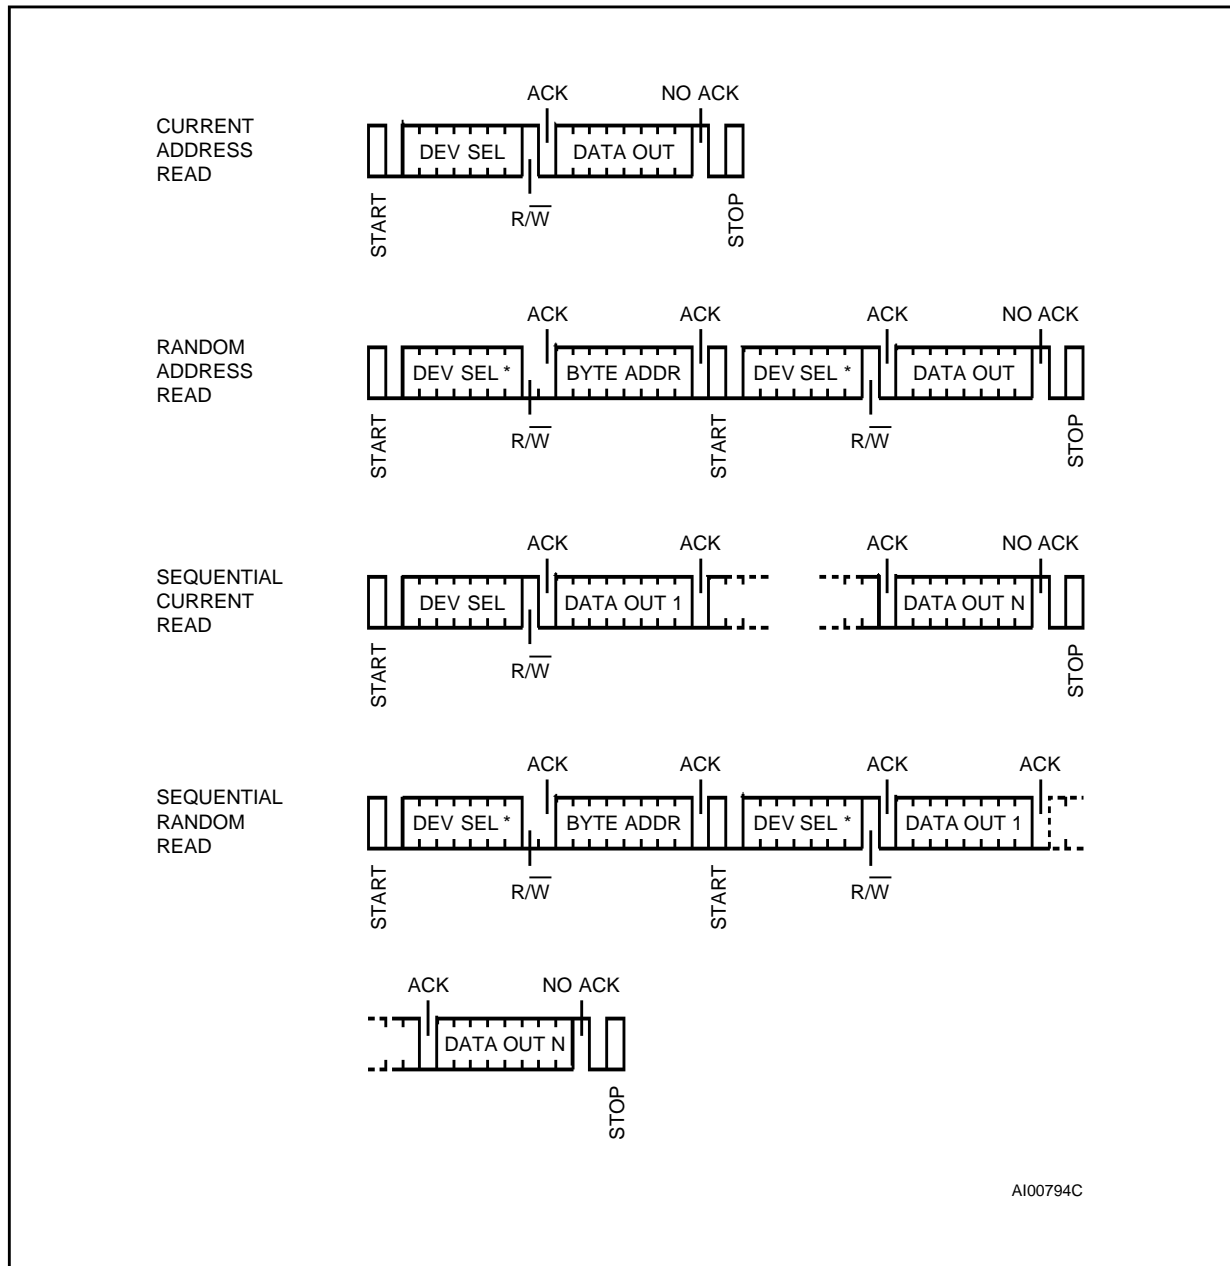 ACK NO ACK
CURRENT
ADDRESS
READ
DEV SEL DATA OUT
START R/W̅ STOP
ACK ACK ACK NO ACK
RANDOM
ADDRESS
READ
DEV SEL * BYTE ADDR DEV SEL * DATA OUT
START R/W̅ START R/W̅ STOP
ACK ACK ACK NO ACK
SEQUENTIAL
CURRENT
READ
DEV SEL DATA OUT 1 DATA OUT N
START R/W̅ STOP
ACK ACK ACK ACK
SEQUENTIAL
RANDOM
READ
DEV SEL * BYTE ADDR DEV SEL * DATA OUT 1
START R/W̅ START R/W̅
ACK NO ACK
DATA OUT N
STOP
AI00794C